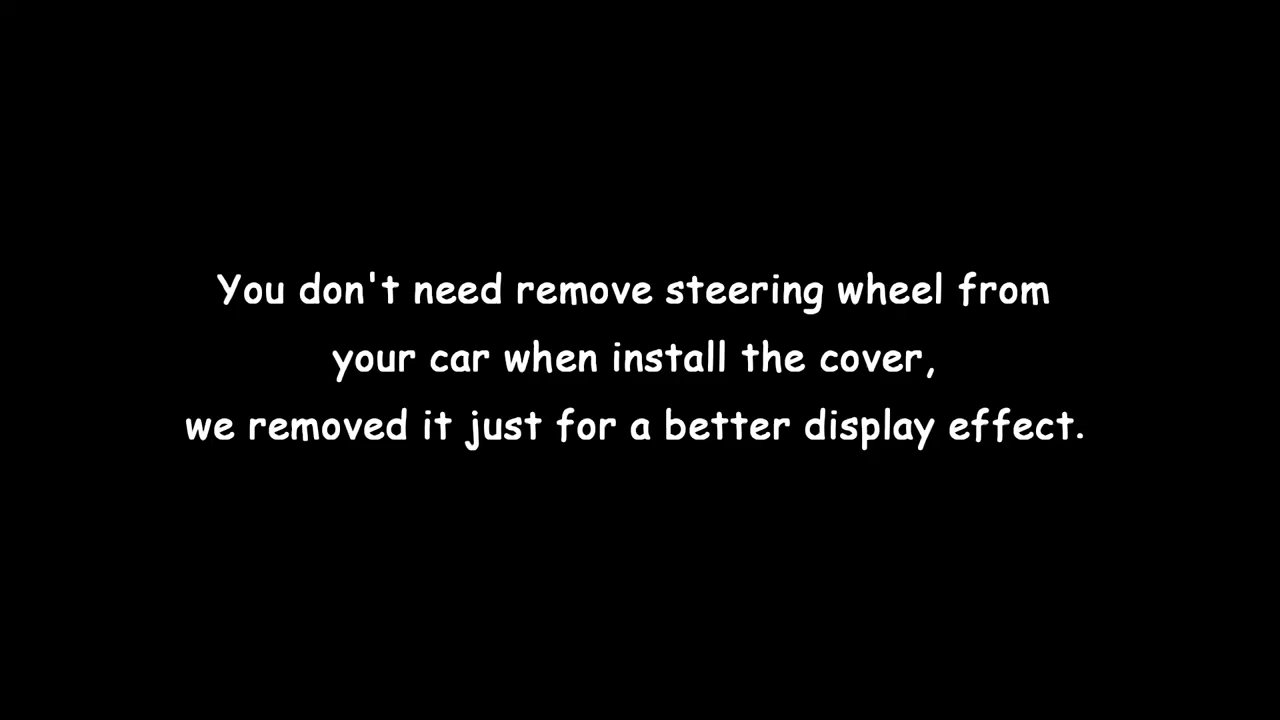 You don't need remove steering wheel from
your car when install the cover,
we removed it just for a better display effect.